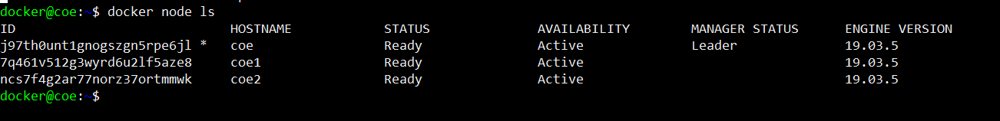 docker@coe:~$ docker node ls
ID HOSTNAME STATUS AVAILABILITY MANAGER STATUS ENGINE VERSION
j97th0unt1gnogszgn5rpe6jl * coe Ready Active Leader 19.03.5
7q461v512g3wyrd6u2lf5aze8 coe1 Ready Active 19.03.5
ncs7f4g2ar77norz37ortmmwk coe2 Ready Active 19.03.5
docker@coe:~$